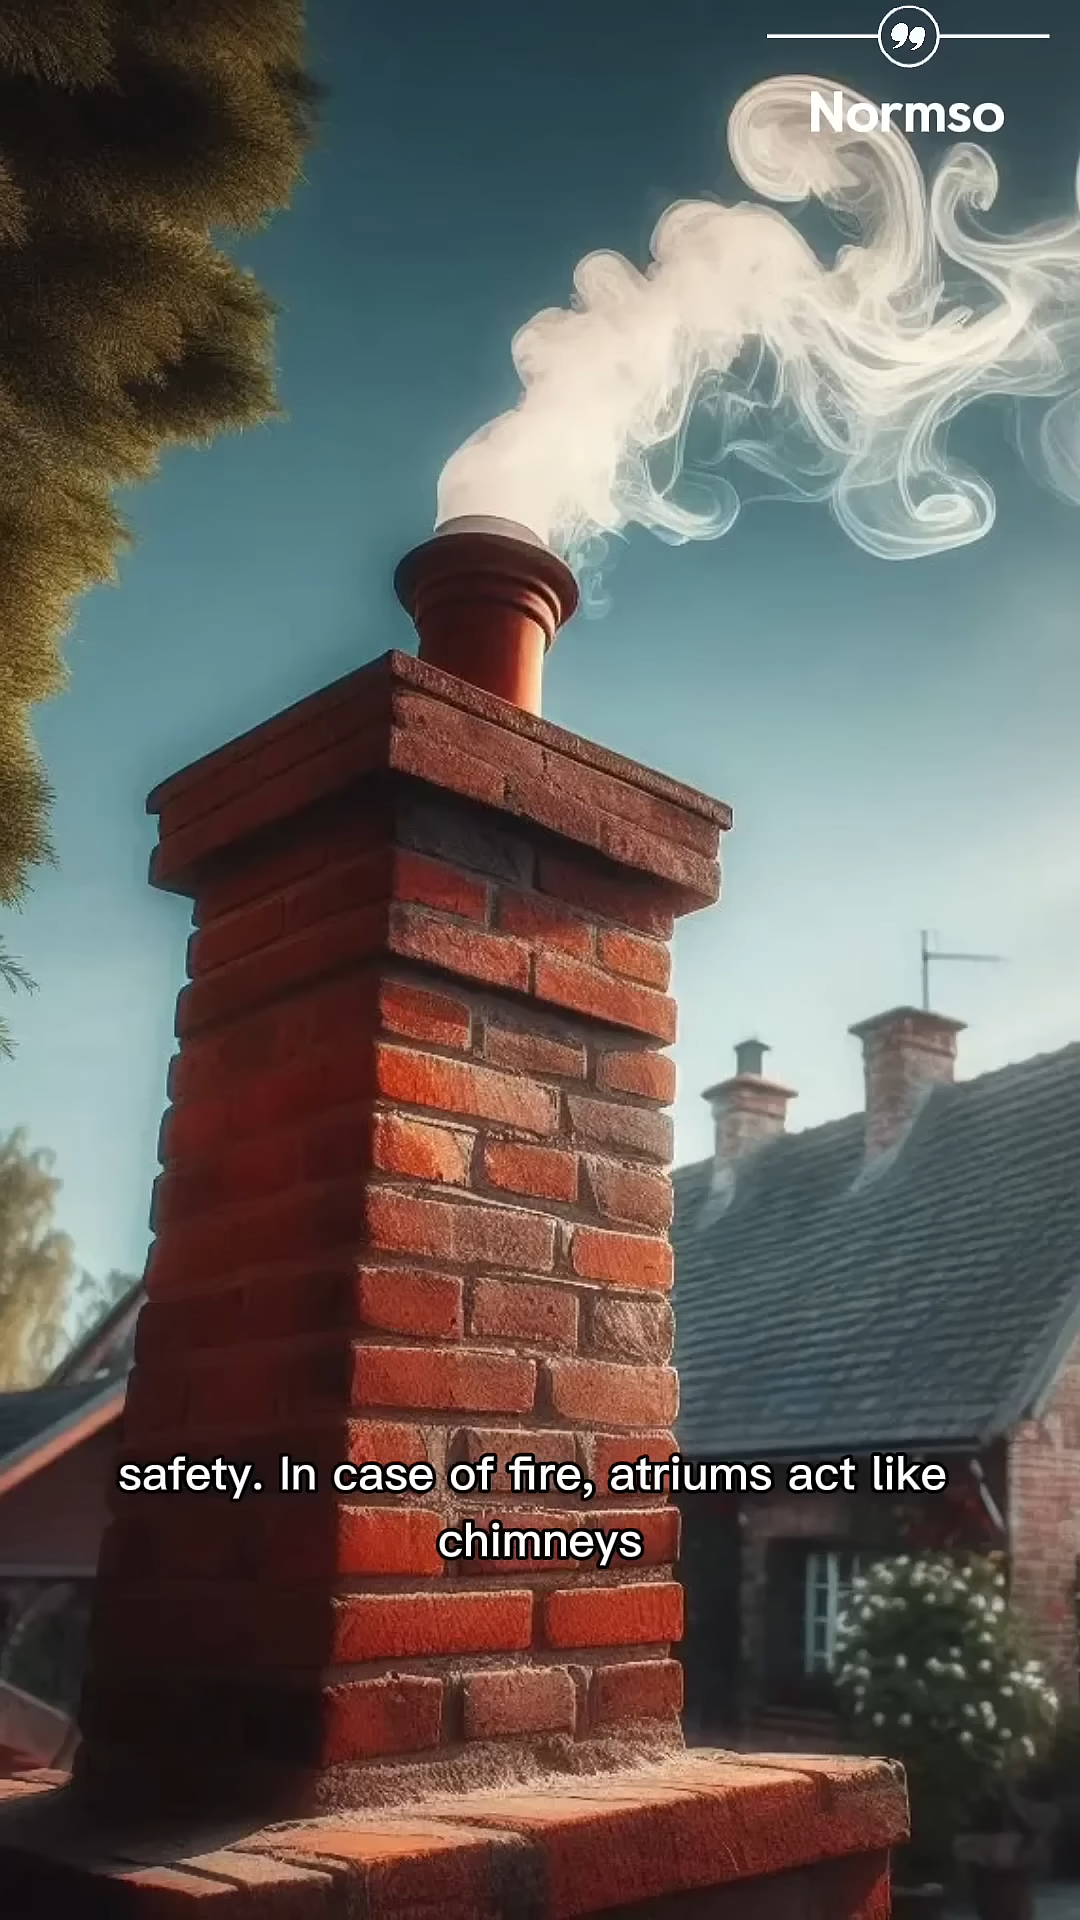 Normso
safety. In case of fire, atriums act like
chimneys